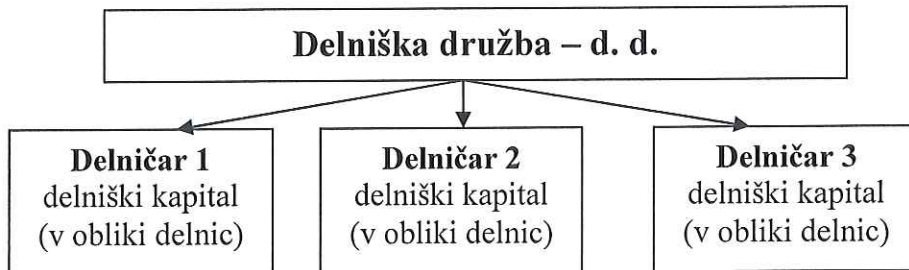 Delniška družba – d. d.
Delničar 1
delniški kapital
(v obliki delnic)
Delničar 2
delniški kapital
(v obliki delnic)
Delničar 3
delniški kapital
(v obliki delnic)